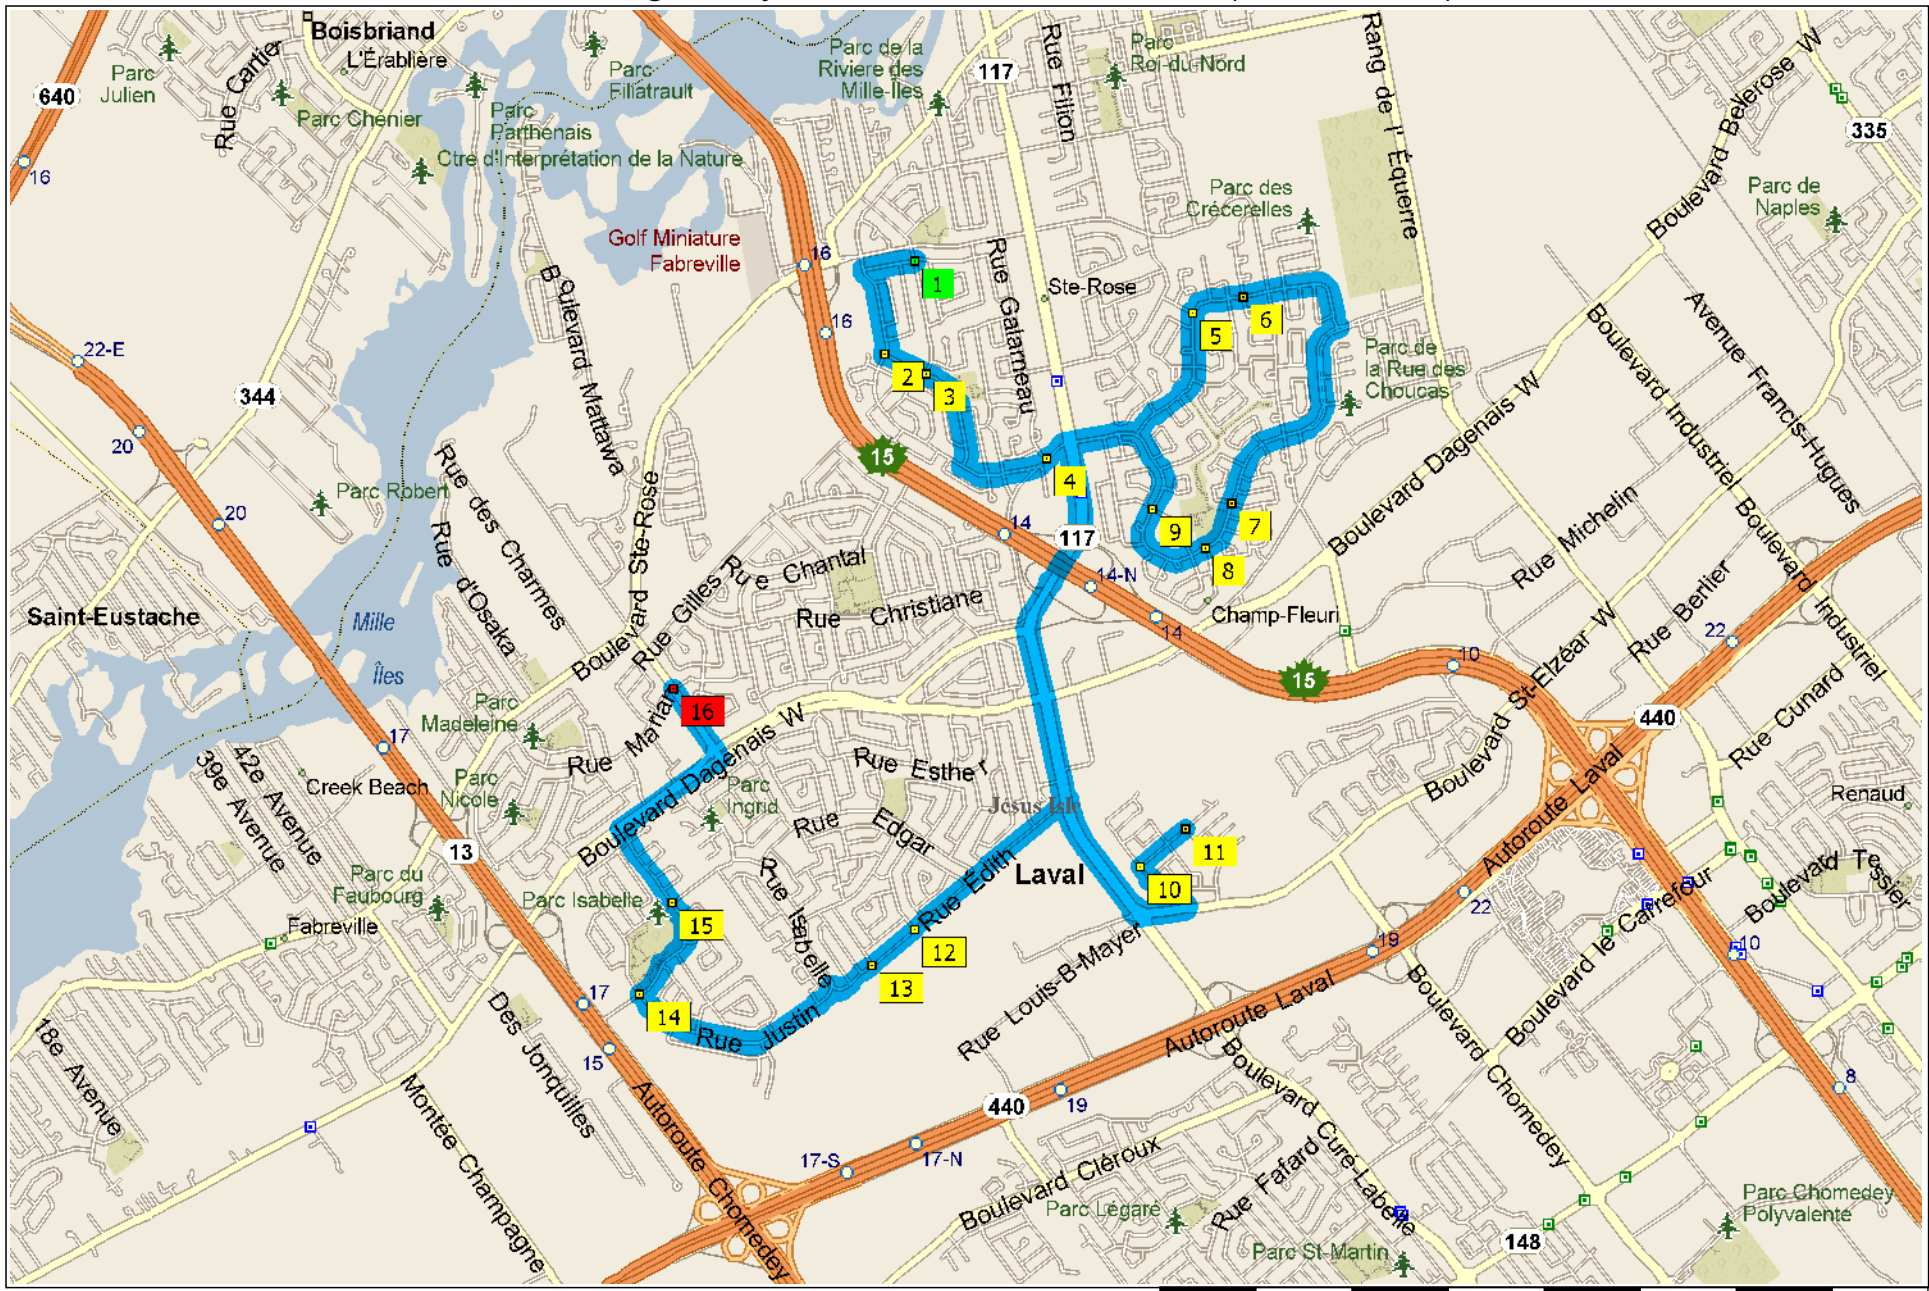 Boisbriand
L'Érablière
Parc
Julien
Rue Cartier
640
Parc Chénier
Parc
Filiatrault
Parc
Parthenais
Ctre d'Interprétation de la Nature
Parc de la
Riviere des
Mille-Îles
117
Rue Filion
Parc
Roi-du-Nord
Rang de l'Équerre
Boulevard Belerose W
335
16
Parc des
Crécerelles
Parc de
Naples
Golf Miniature
Fabreville
16
1
Rue Galarneau
Ste-Rose
5
6
16
Boulevard Mattawa
22-E
344
2
3
Parc de
la Rue des
Choucas
Boulevard Industriel
Avenue Francis-Hugues
20
15
4
Boulevard Dagenais W
Parc Robert
20
Rue des Charmes
Rue d'Osaka
Boulevard Ste-Rose
14
117
9
7
8
Rue Michelin
Boulevard Industriel
14-N
Rue Chantal
Rue Gilles
Rue Christiane
Champ-Fleuri
14
Rue Berlier
22
Saint-Eustache
Mille
Îles
Boulevard
10
15
Boulevard St-Elzéar W
440
Rue Cunard
Parc
Madeleine
16
Rue Marian
17
39e Avenue
42e Avenue
Creek Beach
Parc
Nicole
Boulevard Dagenais W
Parc
Ingrid
Rue Esther
Rue Edgar
Jesus Isle
Autoroute Laval
Renaud
13
Parc du
Faubourg
Fabreville
Parc Isabelle
Rue Isabelle
15
Rue Édith
Laval
11
10
22
Boulevard le Carrefour
Boulevard Tessier
12
13
Rue Louis-B-Mayer
19
10
17
14
Rue Justin
Des Jonquilles
15
18e Avenue
Autoroute Laval
Boulevard Chomedey
Montée Champagne
Autoroute Chomedey
440
19
Boulevard Cure-Labelle
8
17-S
17-N
Boulevard Cléroux
Rue Fafard
Parc Légaré
Parc St-Martin
148
Parc Chomedey
Polyvalente